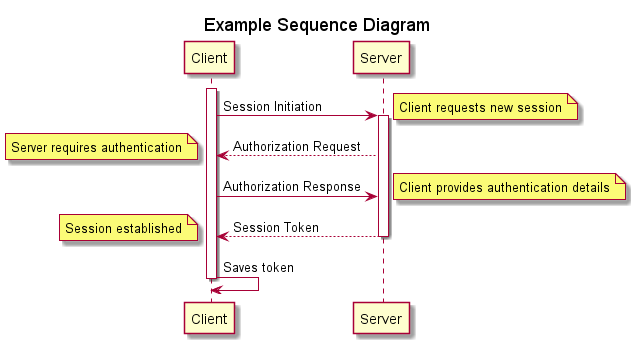 Example Sequence Diagram
Client
Server
Session Initiation
Client requests new session
Server requires authentication
Authorization Request
Authorization Response
Client provides authentication details
Session established
Session Token
Saves token
Client
Server